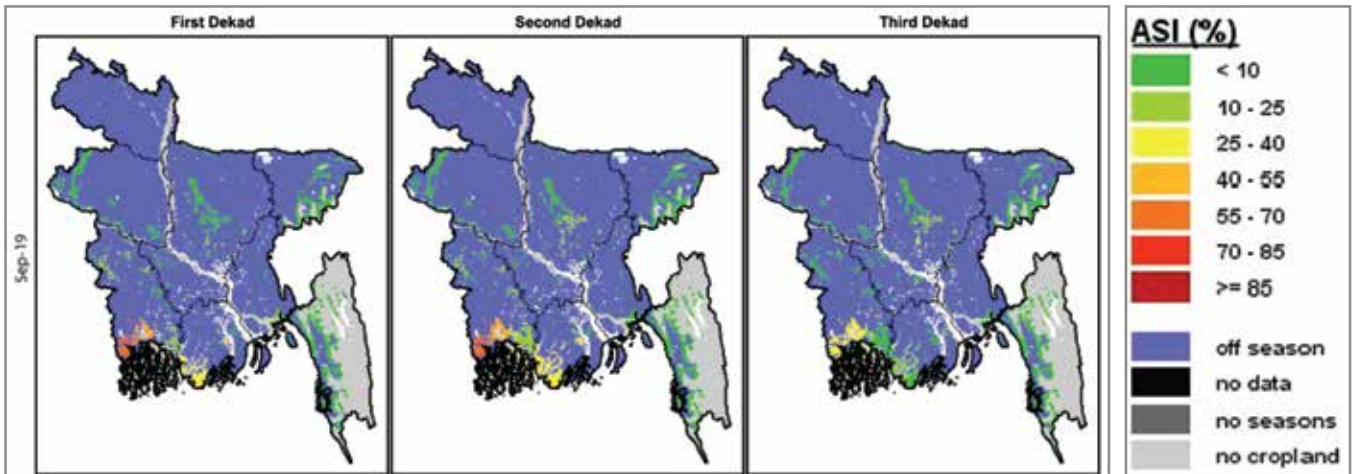 First Dekad
Second Dekad
Third Dekad
Sep-19
ASI (%)
< 10
10 - 25
25 - 40
40 - 55
55 - 70
70 - 85
>= 85
off season
no data
no seasons
no cropland